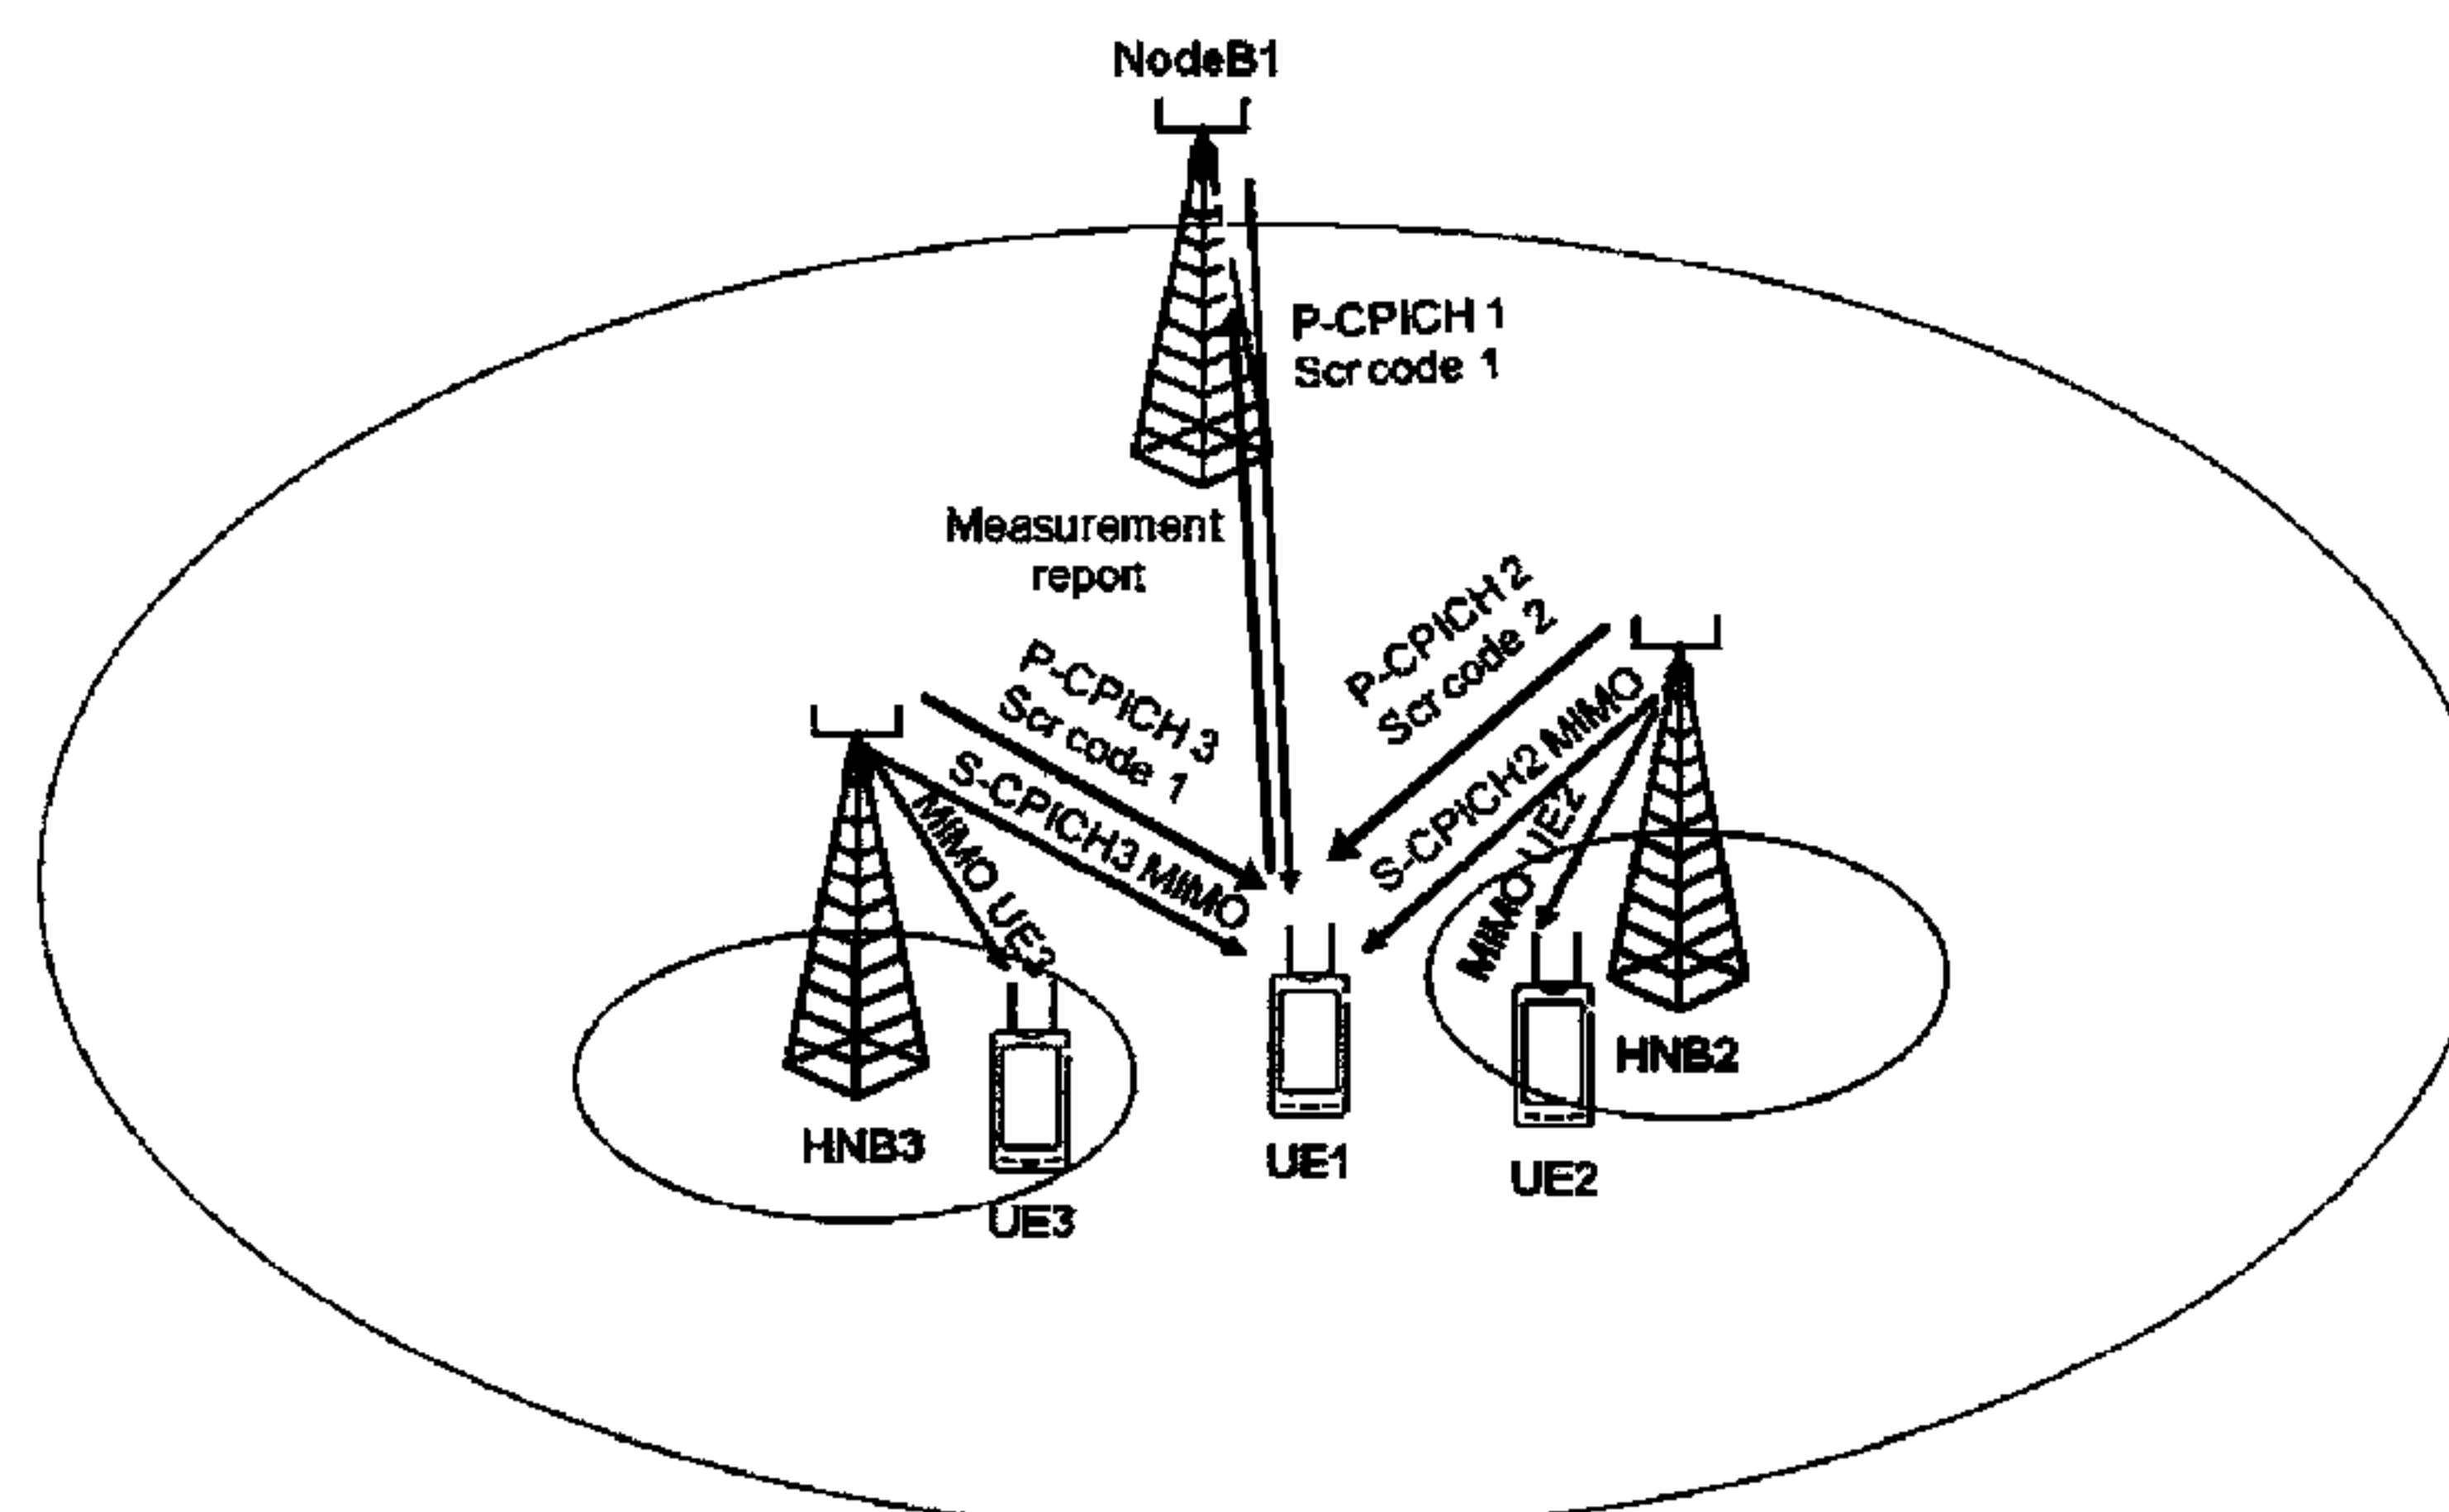 NodeB1
P-CPICH 1
Scr code 1
Measurement
report
P-CPICH 2
Scr code 2
S-CPICH2 MIMO
MIMO UE2
P-CPICH 3
Scr code 1
S-CPICH3 MIMO
MIMO UE3
HNB3
UE3
UE1
UE2
HNB2